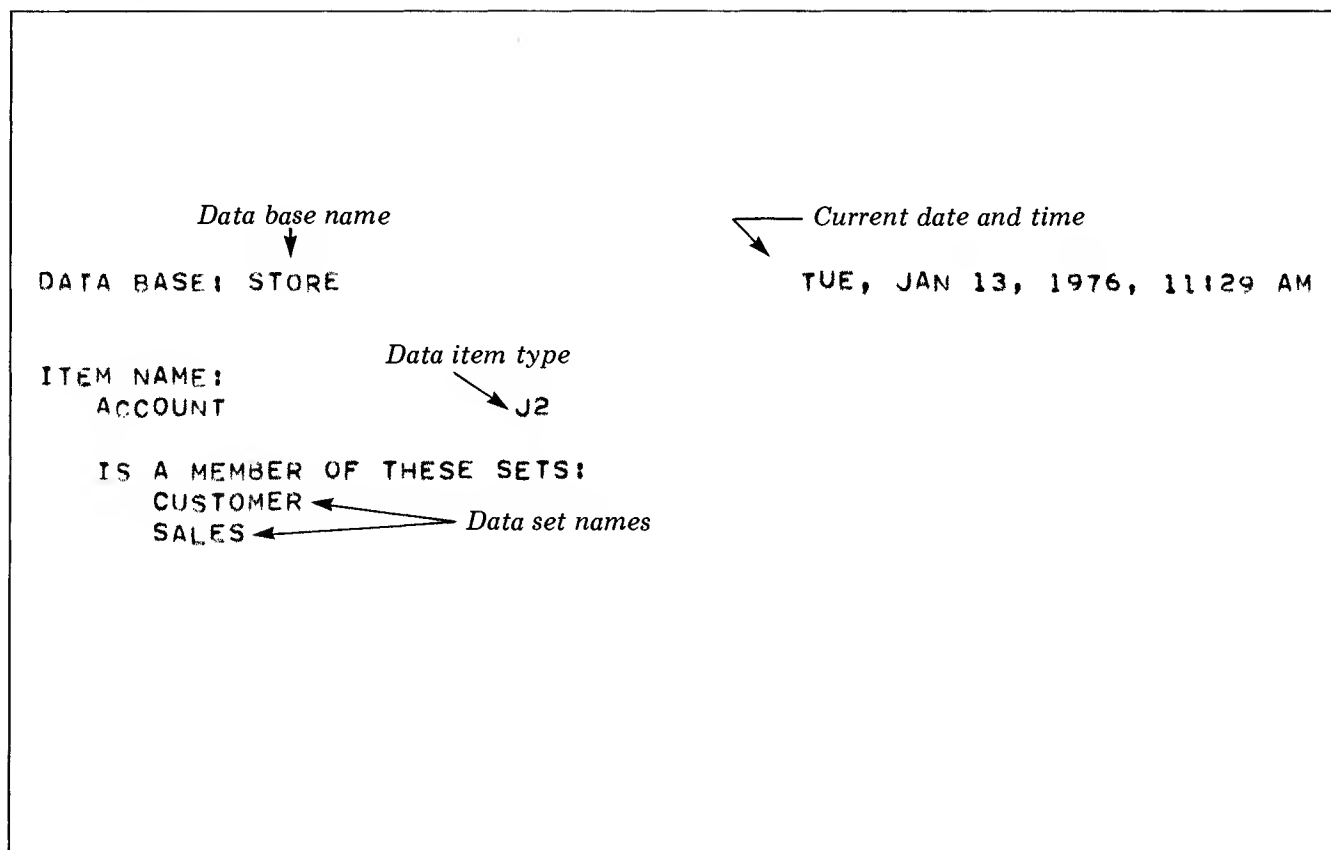 Data base name
Current date and time
DATA BASE: STORE TUE, JAN 13, 1976, 11:29 AM
Data item type
ITEM NAME:
ACCOUNT J2
IS A MEMBER OF THESE SETS:
CUSTOMER
Data set names
SALES